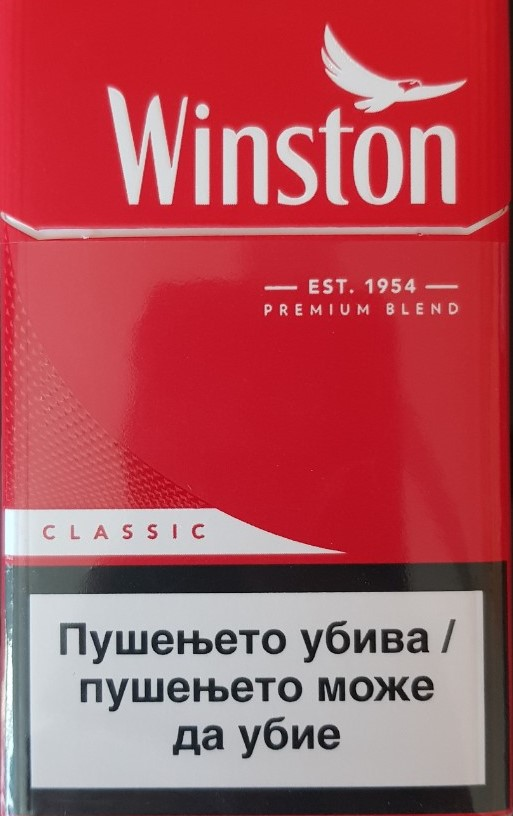 Winston
EST. 1954
PREMIUM BLEND
CLASSIC
Пушењето убива /
пушењето може
да убие